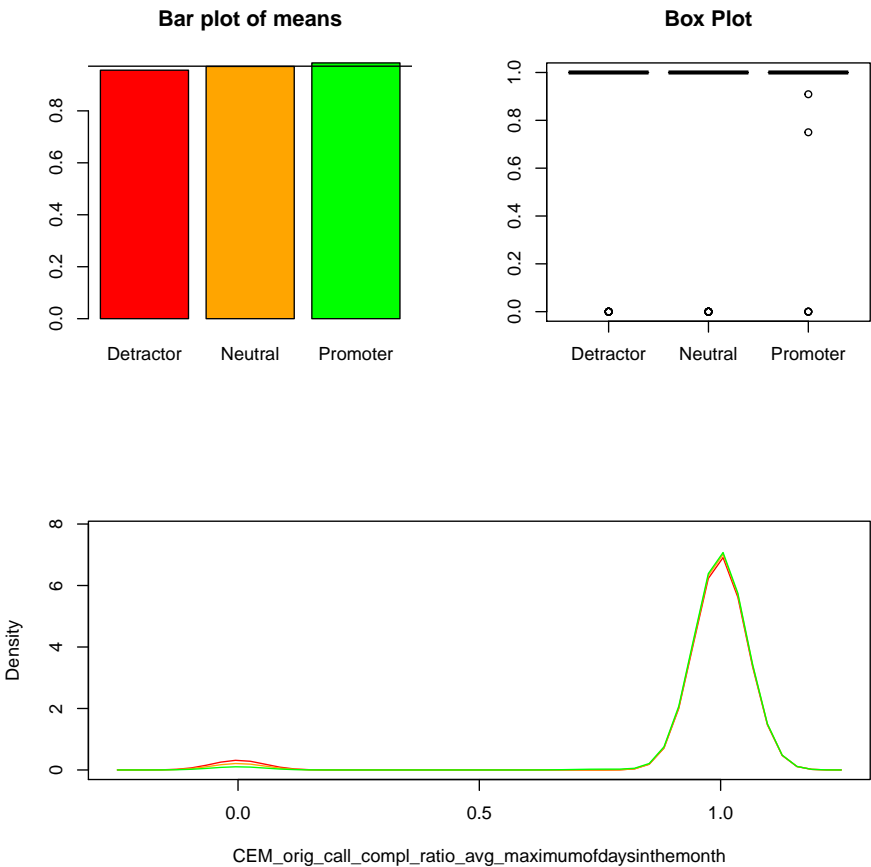 Bar plot of means
0.0
0.2
0.4
0.6
0.8
Detractor Neutral Promoter
Box Plot
0.0
0.2
0.4
0.6
0.8
1.0
Detractor Neutral Promoter
Density
0
2
4
6
8
0.0 0.5 1.0
CEM_orig_call_compl_ratio_avg_maximumofdaysinthemonth